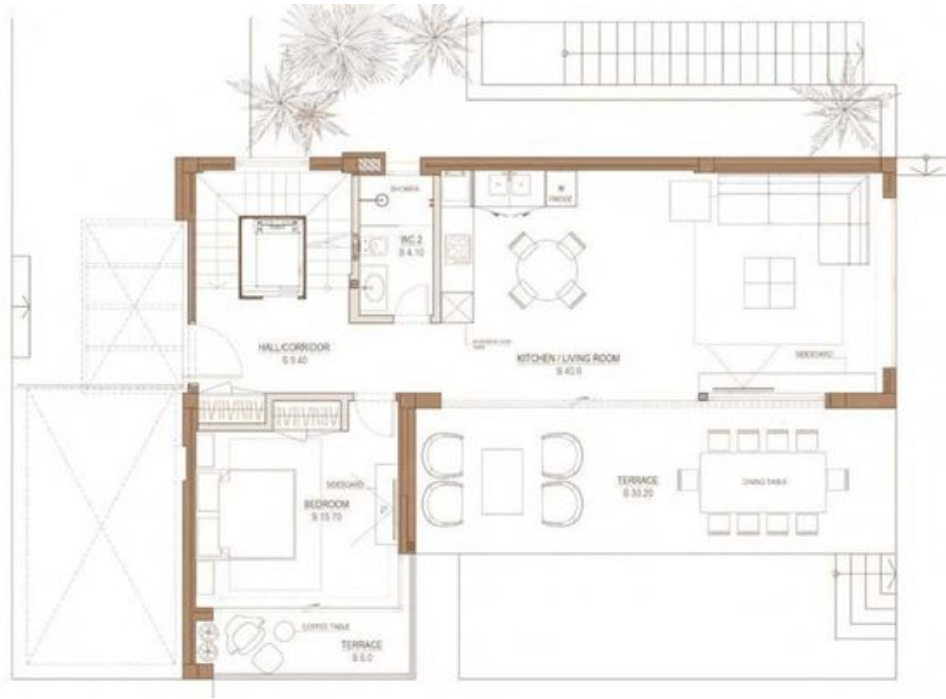 SHOWER
W
FRIDGE
WC.2
S 4.10
HALL/CORRIDOR
S 9.40
KITCHEN / LIVING ROOM
S 40.8
SIDEBOARD
SIDEBOARD
BEDROOM
S 15.70
TERRACE
S 33.20
DINING TABLE
COFFEE TABLE
TERRACE
S 6.0